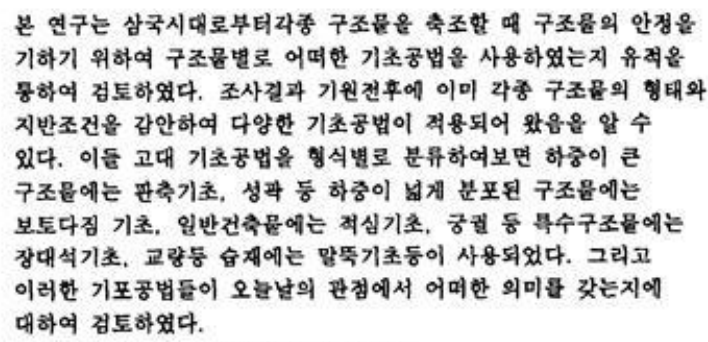 본 연구는 삼국시대로부터각종 구조물을 축조할 때 구조물의 안정을
기하기 위하여 구조물별로 어떠한 기초공법을 사용하였는지 유적을
통하여 검토하였다. 조사결과 기원전후에 이미 각종 구조물의 형태와
지반조건을 감안하여 다양한 기초공법이 적용되어 왔음을 알 수
있다. 이들 고대 기초공법을 형식별로 분류하여보면 하중이 큰
구조물에는 판축기초, 성곽 등 하중이 넓게 분포된 구조물에는
보토다짐 기초, 일반건축물에는 적심기초, 궁궐 등 특수구조물에는
장대석기초, 교량등 습재에는 말뚝기초등이 사용되었다. 그리고
이러한 기포공법들이 오늘날의 관점에서 어떠한 의미를 갖는지에
대하여 검토하였다.